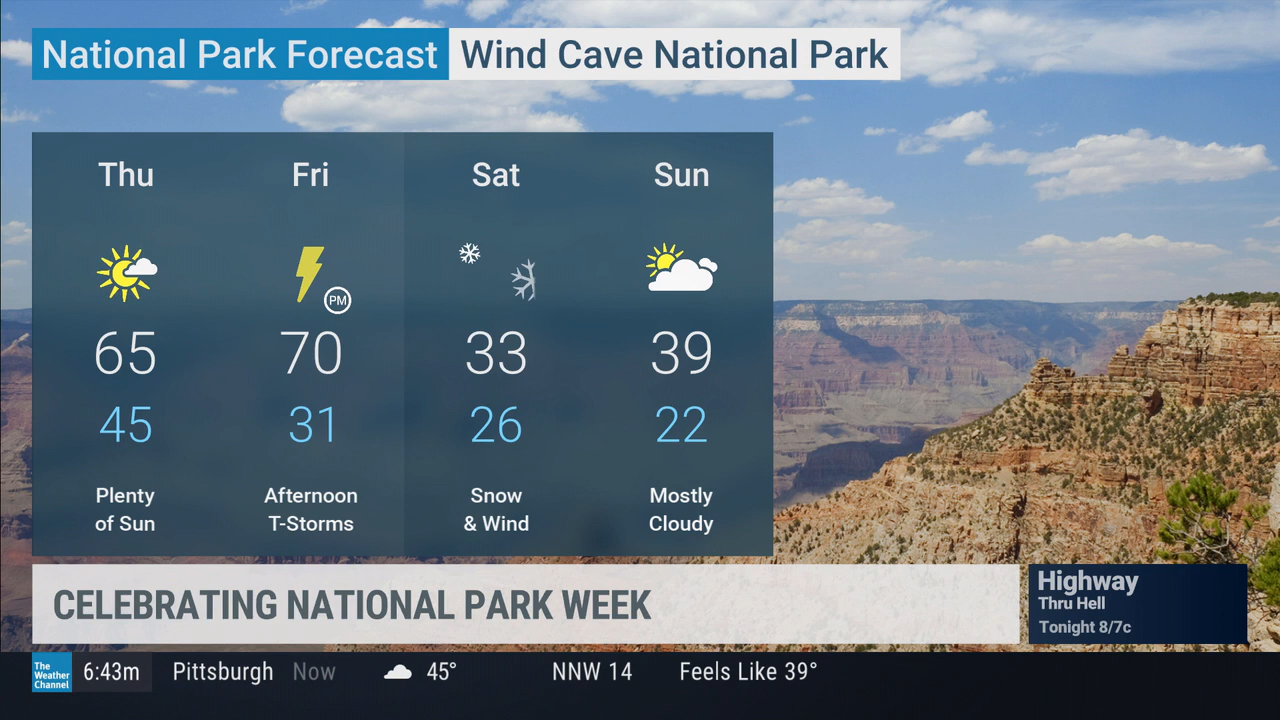 National Park Forecast Wind Cave National Park
Thu Fri Sat Sun
PM
65 70 33 39
45 31 26 22
Plenty Afternoon Snow Mostly
of Sun T-Storms & Wind Cloudy
CELEBRATING NATIONAL PARK WEEK
Highway
Thru Hell
Tonight 8/7c
The
Weather
Channel
6:43m Pittsburgh Now 45° NNW 14 Feels Like 39°